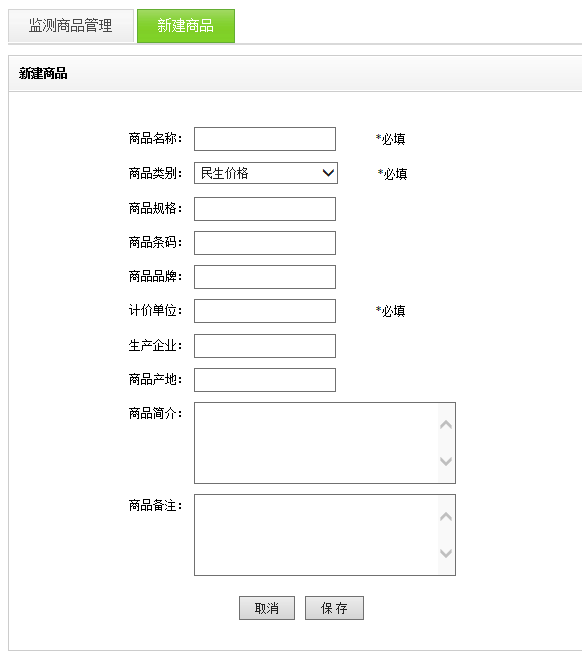 监测商品管理 新建商品
新建商品
商品名称： *必填
商品类别： 民生价格 *必填
商品规格：
商品条码：
商品品牌：
计价单位： *必填
生产企业：
商品产地：
商品简介：
商品备注：
取消 保 存